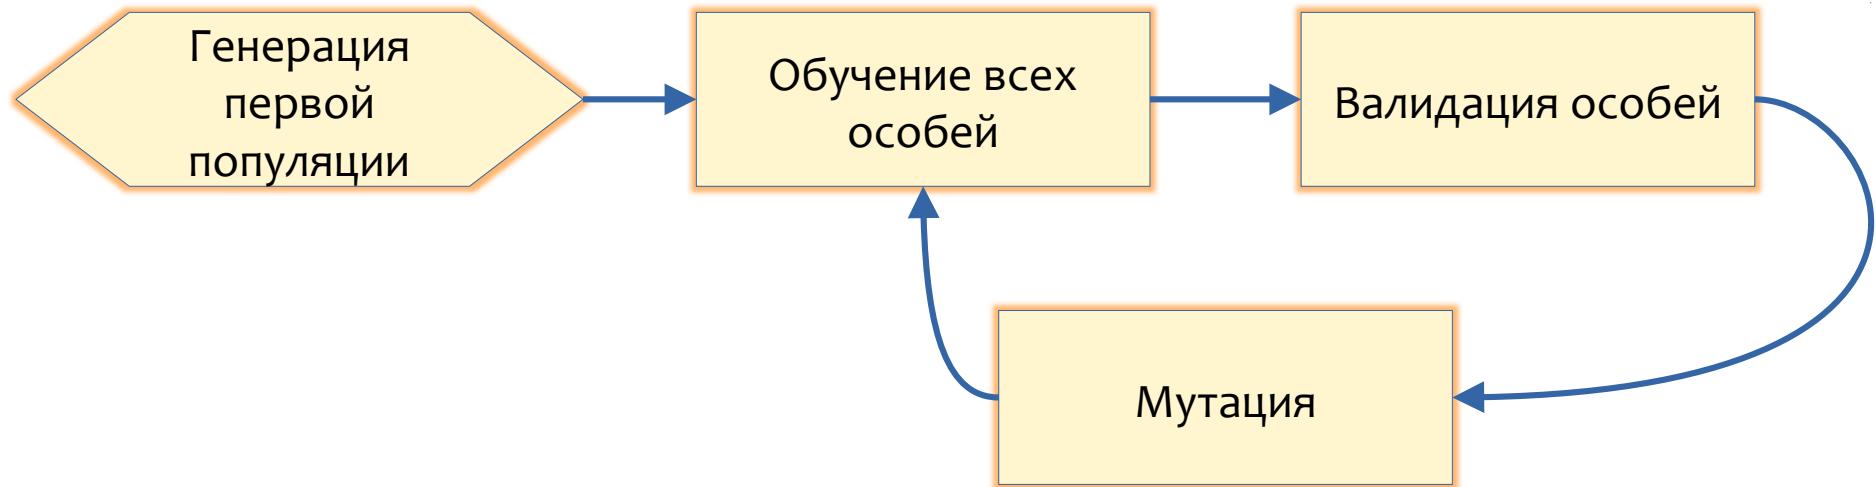 Генерация
первой
популяции
Обучение всех
особей
Валидация особей
Мутация